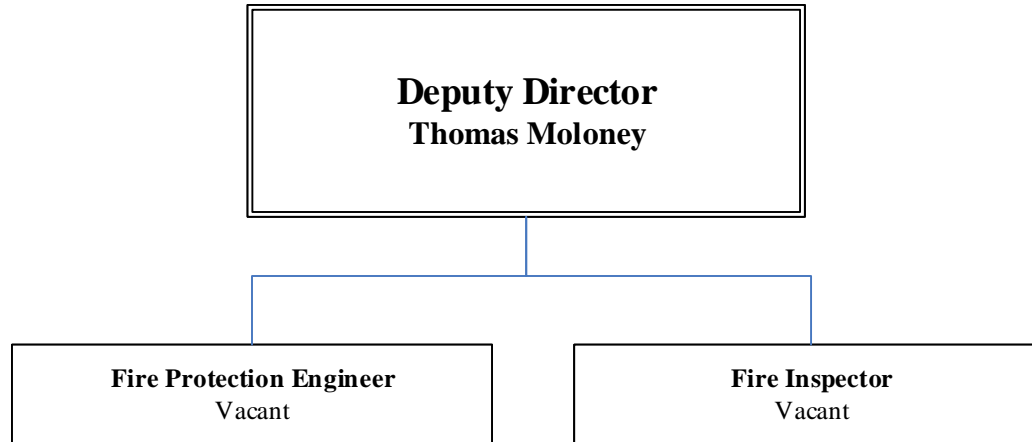 Deputy Director
Thomas Moloney
Fire Protection Engineer
Vacant
Fire Inspector
Vacant